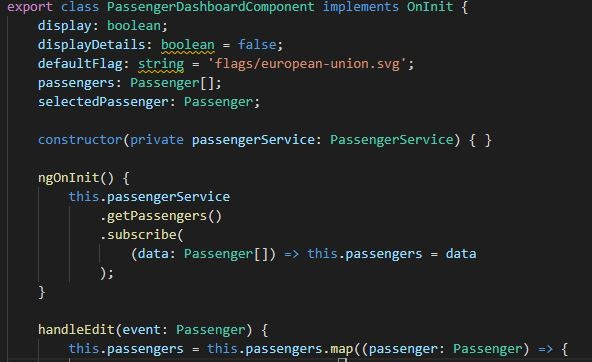 export class PassengerDashboardComponent implements OnInit {
    display: boolean;
    displayDetails: boolean = false;
    defaultFlag: string = 'flags/european-union.svg';
    passengers: Passenger[];
    selectedPassenger: Passenger;

    constructor(private passengerService: PassengerService) { }

    ngOnInit() {
        this.passengerService
            .getPassengers()
            .subscribe(
                (data: Passenger[]) => this.passengers = data
            );
    }

    handleEdit(event: Passenger) {
        this.passengers = this.passengers.map((passenger: Passenger) => {